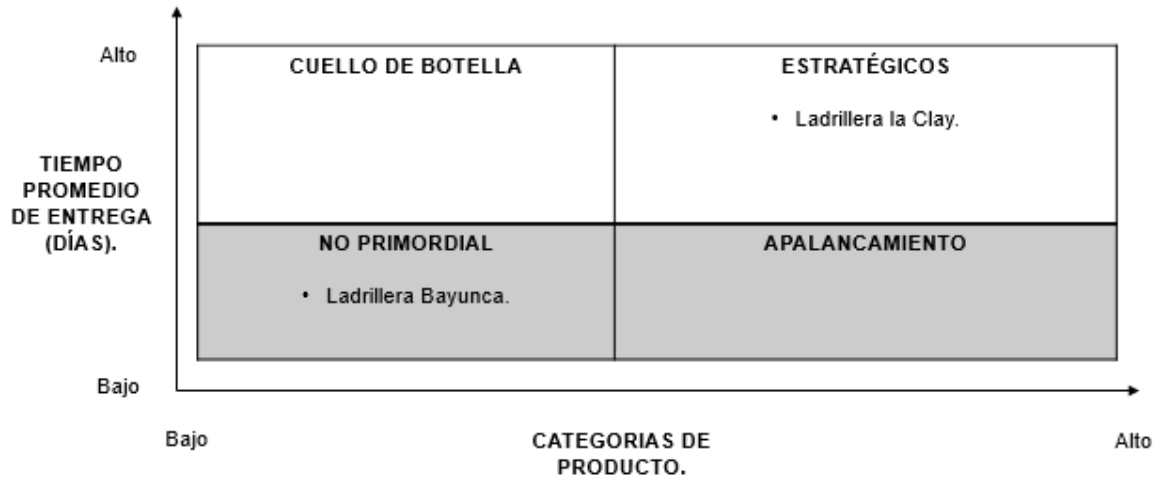 Alto
CUELLO DE BOTELLA
ESTRATÉGICOS
• Ladrillera la Clay.
TIEMPO
PROMEDIO
DE ENTREGA
(DÍAS).
NO PRIMORDIAL
APALANCAMIENTO
• Ladrillera Bayunca.
Bajo
Bajo
CATEGORIAS DE
PRODUCTO.
Alto